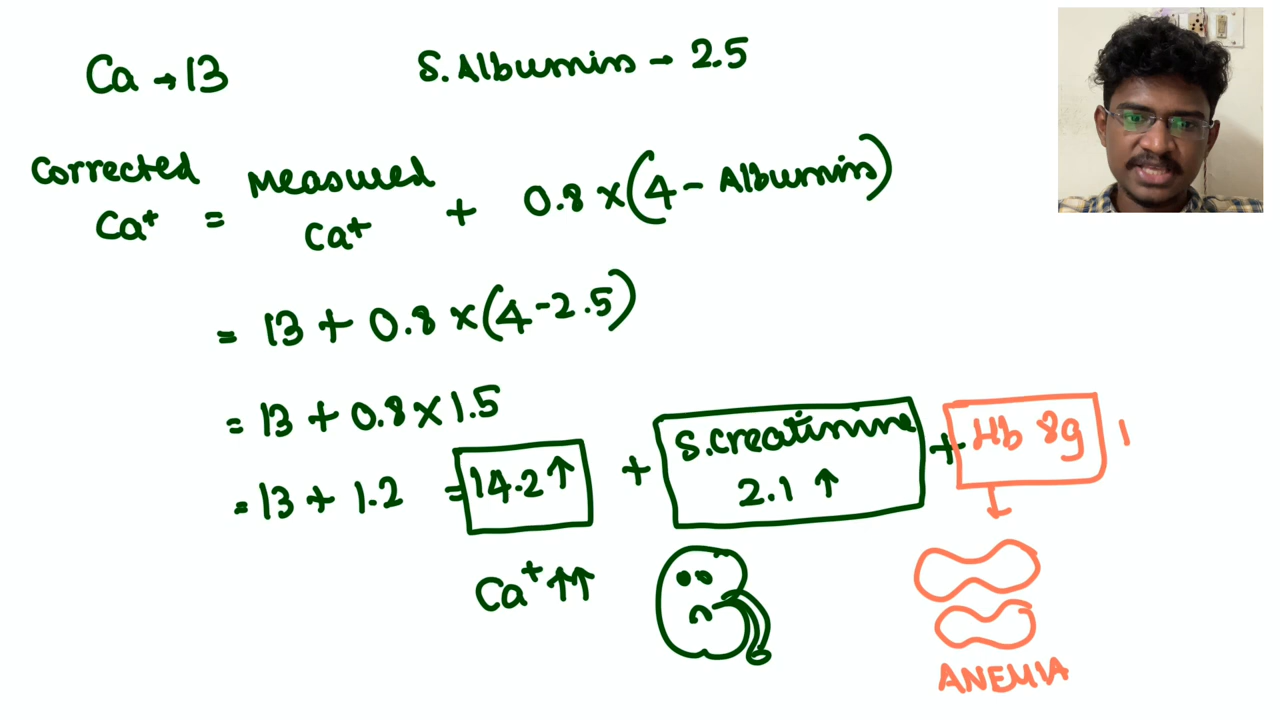 Ca → 13
S. Albumin → 2.5
Corrected Ca+ = Measured Ca+ + 0.8 × (4 - Albumin)
= 13 + 0.8 × (4 - 2.5)
= 13 + 0.8 × 1.5
= 13 + 1.2 = 14.2 ↑ + S. Creatinine 2.1 ↑ + Hb 8g
Ca+ ↑↑
ANEMIA